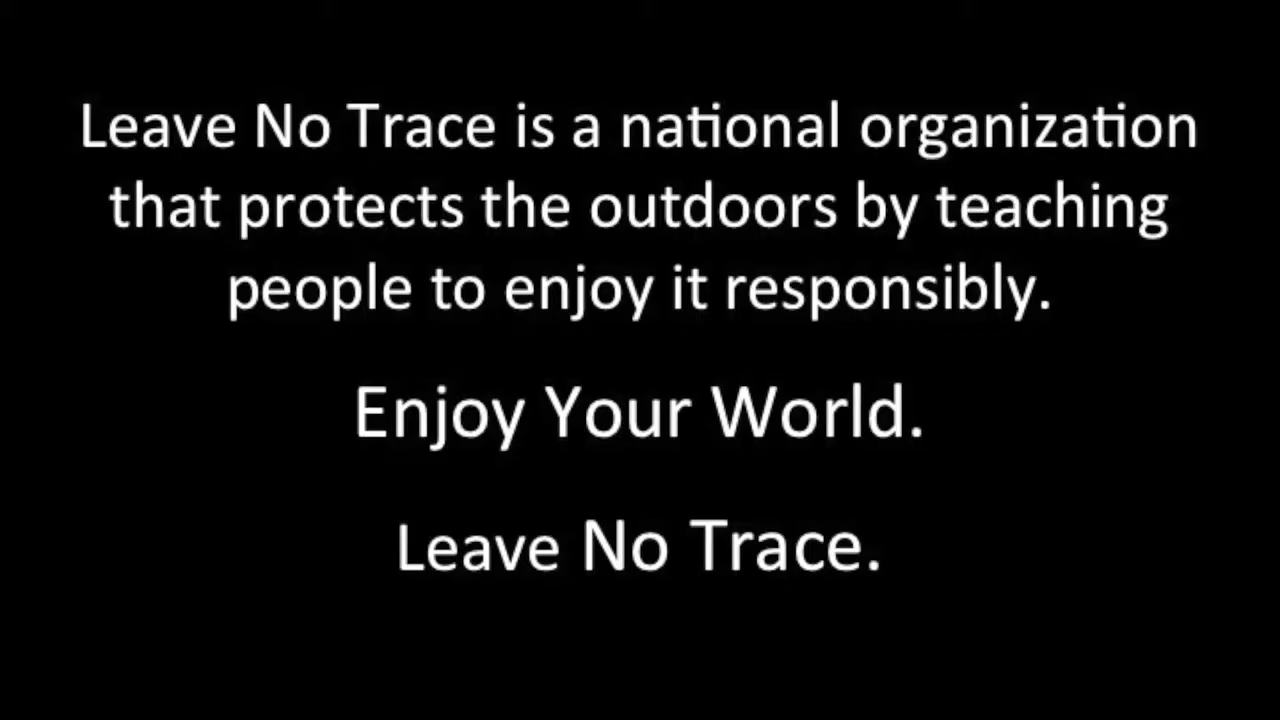 Leave No Trace is a national organization
that protects the outdoors by teaching
people to enjoy it responsibly.
Enjoy Your World.
Leave No Trace.